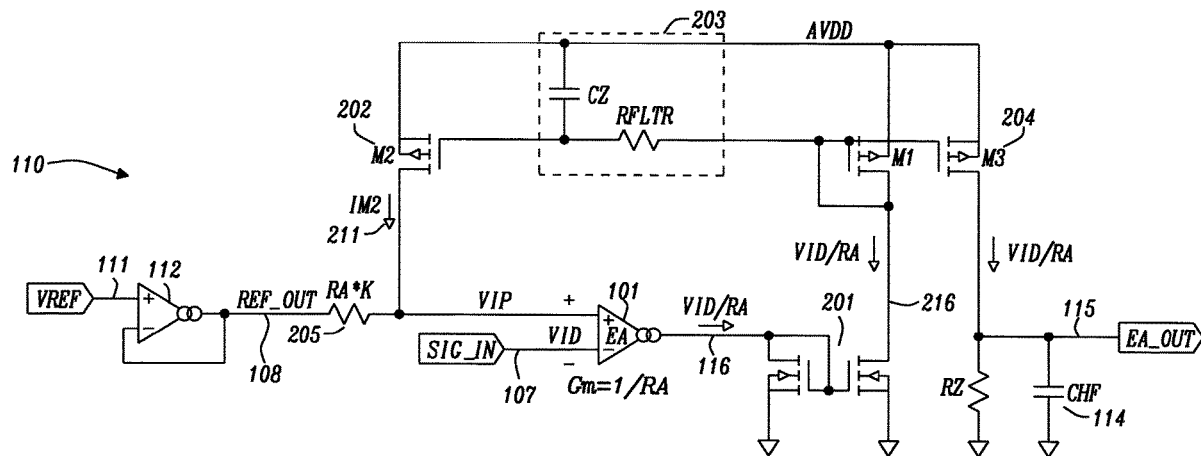 203
AVDD
CZ
202
RFLTR
204
M2
M1
M3
110
IM2
211
VID/RA
VID/RA
111
112
VREF
+
−
REF_OUT
RA*K
205
108
VIP
+
101
VID/RA
201
216
115
SIG_IN
VID
−
+
−
EA
116
EA_OUT
107
Gm=1/RA
RZ
CHF
114